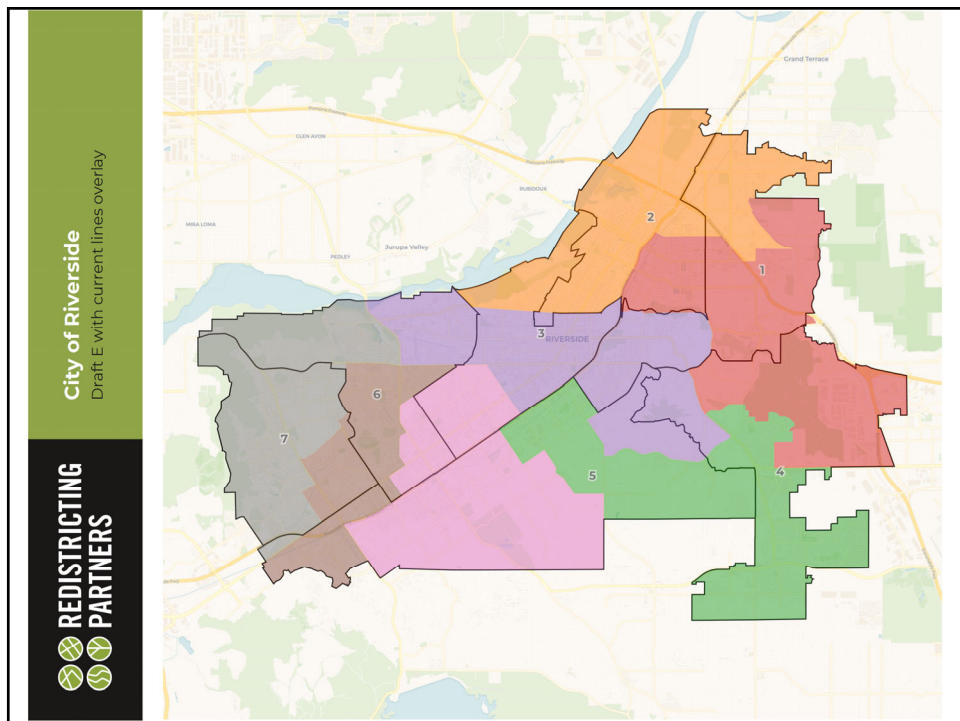 City of Riverside
Draft E with current lines overlay
REDISTRICTING
PARTNERS
Grand Terrace
GLEN AVON
RUBIDOUX
MIRA LOMA
Jurupa Valley
PEDLEY
2
1
3
RIVERSIDE
6
7
5
4